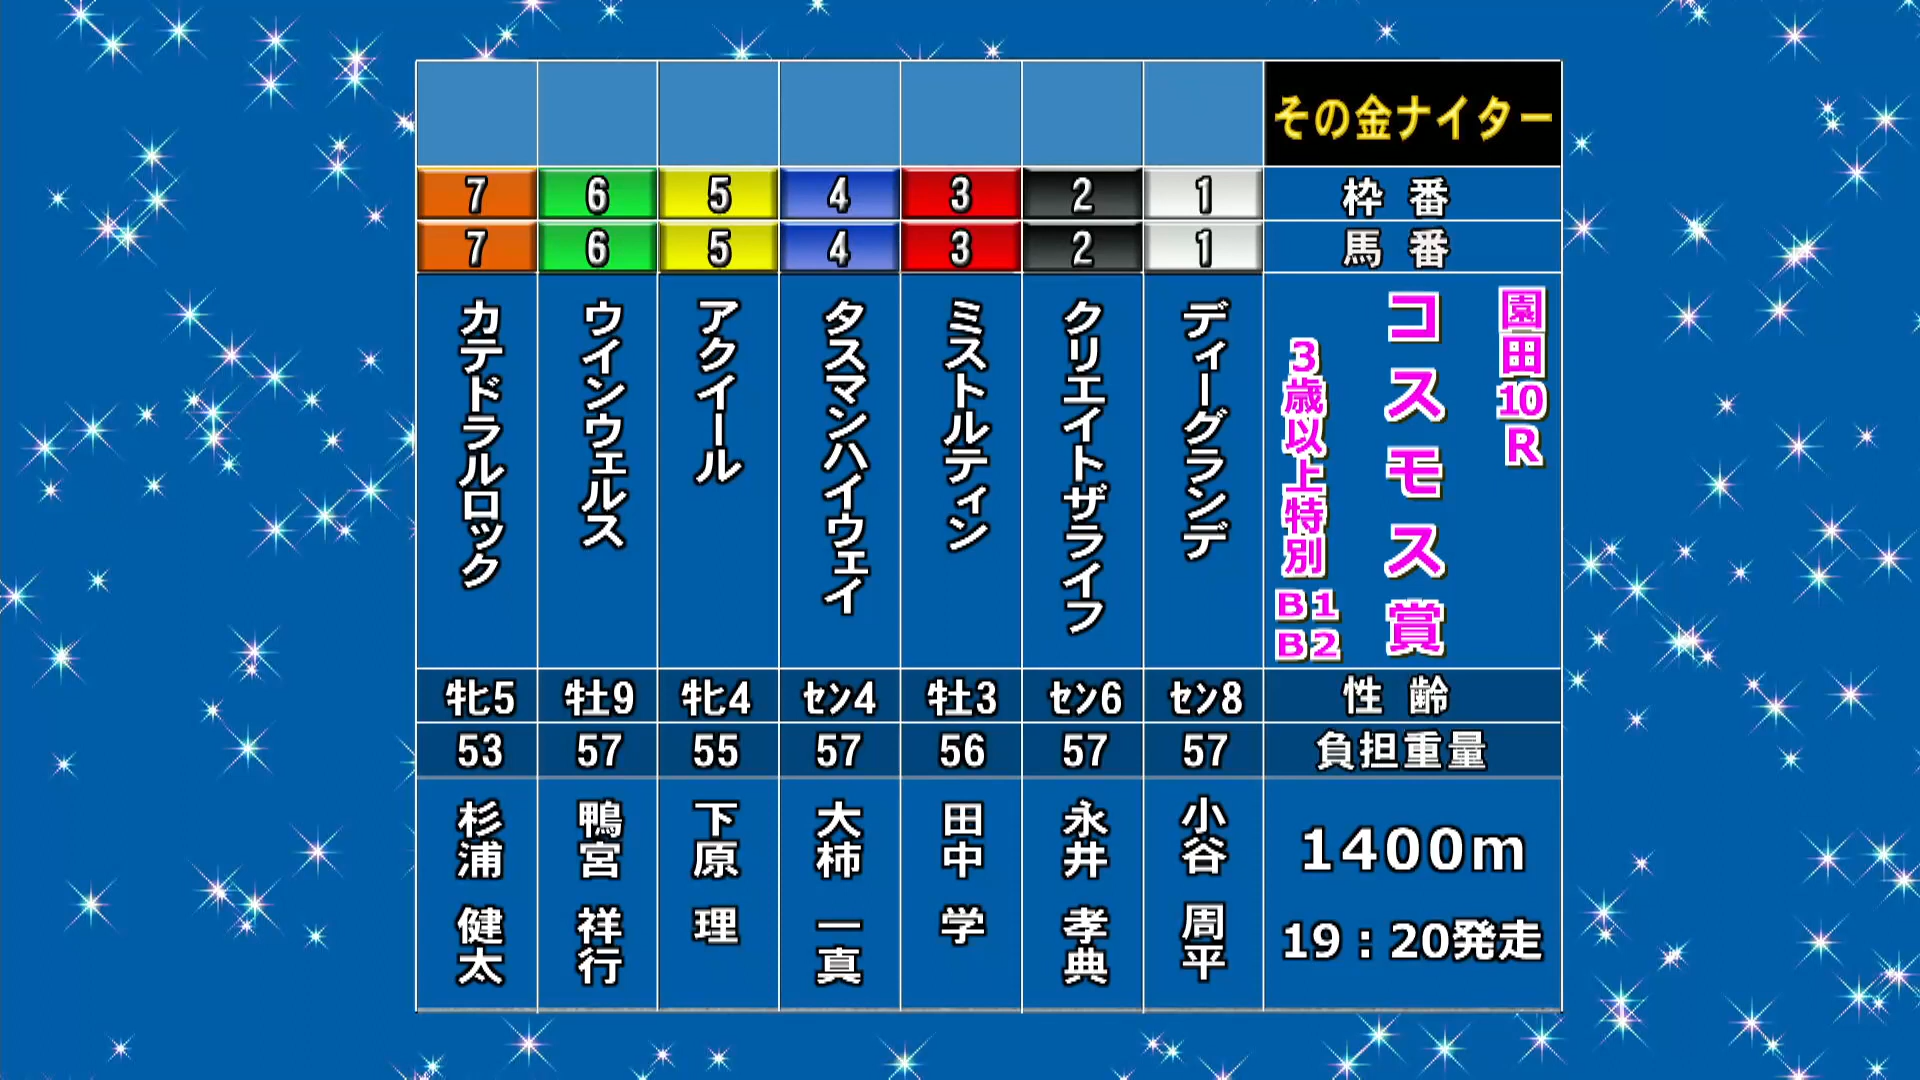 その金ナイター
園田10R
コスモス賞
3歳以上特別
B1
B2
枠番 1 2 3 4 5 6 7
馬番 1 2 3 4 5 6 7
ディーグランデ
クリエイトザライフ
ミストルティン
タスマンハイウェイ
アクイール
ウインウェルス
カテドラルロック
性齢 セン8 セン6 牡3 セン4 牝4 牡9 牝5
負担重量 57 57 56 57 55 57 53
1400m
19:20発走
小谷 周平
永井 孝典
田中 学
大柿 一真
下原 理
鴨宮 祥行
杉浦 健太